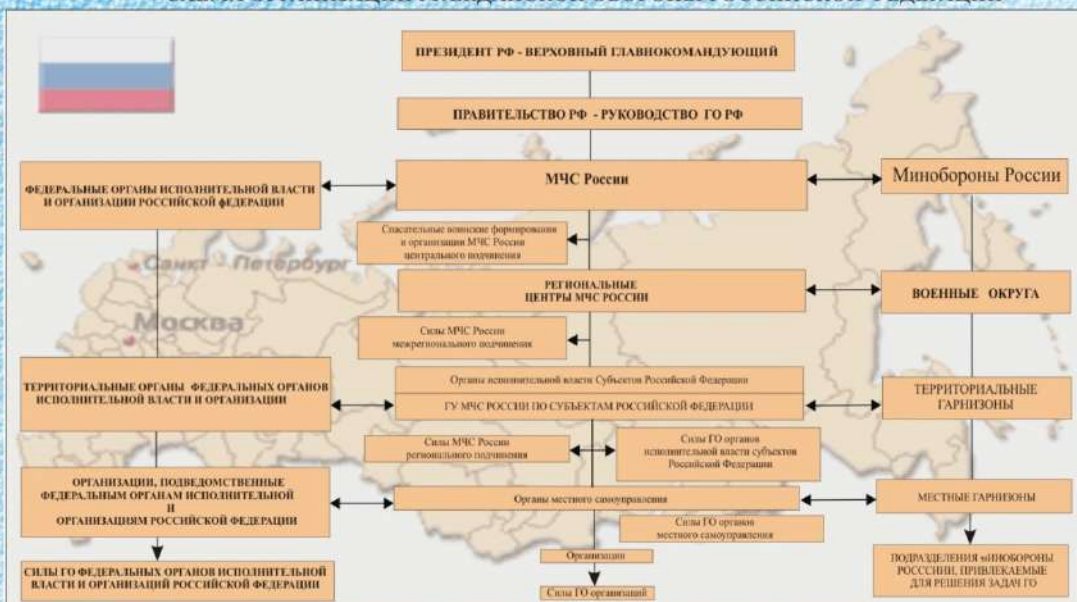 ПРЕЗИДЕНТ РФ - ВЕРХОВНЫЙ ГЛАВНОКОМАНДУЮЩИЙ
ПРАВИТЕЛЬСТВО РФ - РУКОВОДСТВО ГО РФ
ФЕДЕРАЛЬНЫЕ ОРГАНЫ ИСПОЛНИТЕЛЬНОЙ ВЛАСТИ
И ОРГАНИЗАЦИИ РОССИЙСКОЙ фЕДЕРАЦИИ
МЧС России
Минобороны России
Спасательные воинские формирования
и организации МЧС России
центрального подчинения
Санкт - Петербург
РЕГИОНАЛЬНЫЕ
ЦЕНТРЫ МЧС РОССИИ
ВОЕННЫЕ ОКРУГА
Москва
Силы МЧС России
межрегионального подчинения
ТЕРРИТОРИАЛЬНЫЕ ОРГАНЫ ФЕДЕРАЛЬНЫХ ОРГАНОВ
ИСПОЛНИТЕЛЬНОЙ ВЛАСТИ И ОРГАНИЗАЦИИ
Органы исполнительной власти Субъектов Российской Федерации
ГУ МЧС РОССИИ ПО СУБЪЕКТАМ РОССИЙСКОЙ ФЕДЕРАЦИИ
ТЕРРИТОРИАЛЬНЫЕ
ГАРНИЗОНЫ
Силы МЧС России
регионального подчинения
Силы ГО органов
исполнительной власти субъектов
Российской Федерации
ОРГАНИЗАЦИИ, ПОДВЕДОМСТВЕННЫЕ
ФЕДЕРАЛЬНЫМ ОРГАНАМ ИСПОЛНИТЕЛЬНОЙ
И
ОРГАНИЗАЦИЯМ РОССИЙСКОЙ ФЕДЕРАЦИИ
Органы местного самоуправления
МЕСТНЫЕ ГАРНИЗОНЫ
Силы ГО органов
местного самоуправления
Организации
Силы ГО организаций
СИЛЫ ГО ФЕДЕРАЛЬНЫХ ОРГАНОВ ИСПОЛНИТЕЛЬНОЙ
ВЛАСТИ И ОРГАНИЗАЦИЙ РОССИЙСКОЙ ФЕДЕРАЦИИ
ПОДРАЗДЕЛЕНИЯ мИНОБОРОНЫ
РОСССИИ, ПРИВЛЕКАЕМЫЕ
ДЛЯ РЕШЕНИЯ ЗАДАЧ ГО